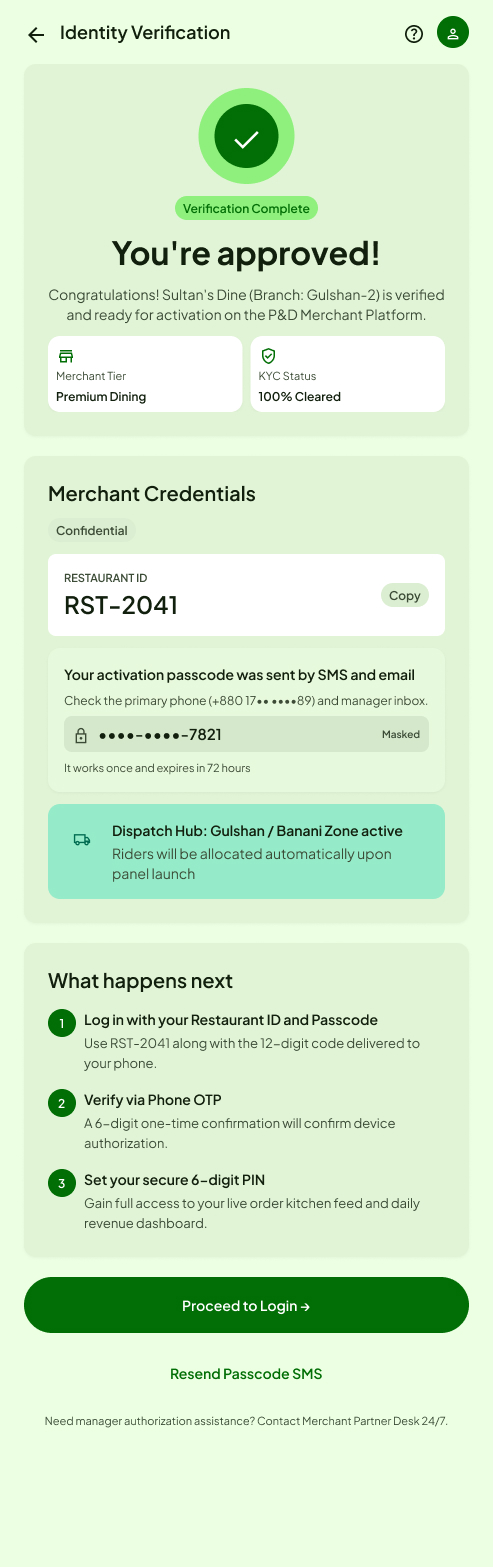 Identity Verification
Verification Complete
You're approved!
Congratulations! Sultan's Dine (Branch: Gulshan-2) is verified
and ready for activation on the P&D Merchant Platform.
Merchant Tier
Premium Dining
KYC Status
100% Cleared
Merchant Credentials
Confidential
RESTAURANT ID
RST-2041
Copy
Your activation passcode was sent by SMS and email
Check the primary phone (+880 17•• ••••89) and manager inbox.
••••-••••-7821
Masked
It works once and expires in 72 hours
Dispatch Hub: Gulshan / Banani Zone active
Riders will be allocated automatically upon
panel launch
What happens next
1
Log in with your Restaurant ID and Passcode
Use RST-2041 along with the 12-digit code delivered to
your phone.
2
Verify via Phone OTP
A 6-digit one-time confirmation will confirm device
authorization.
3
Set your secure 6-digit PIN
Gain full access to your live order kitchen feed and daily
revenue dashboard.
Proceed to Login →
Resend Passcode SMS
Need manager authorization assistance? Contact Merchant Partner Desk 24/7.